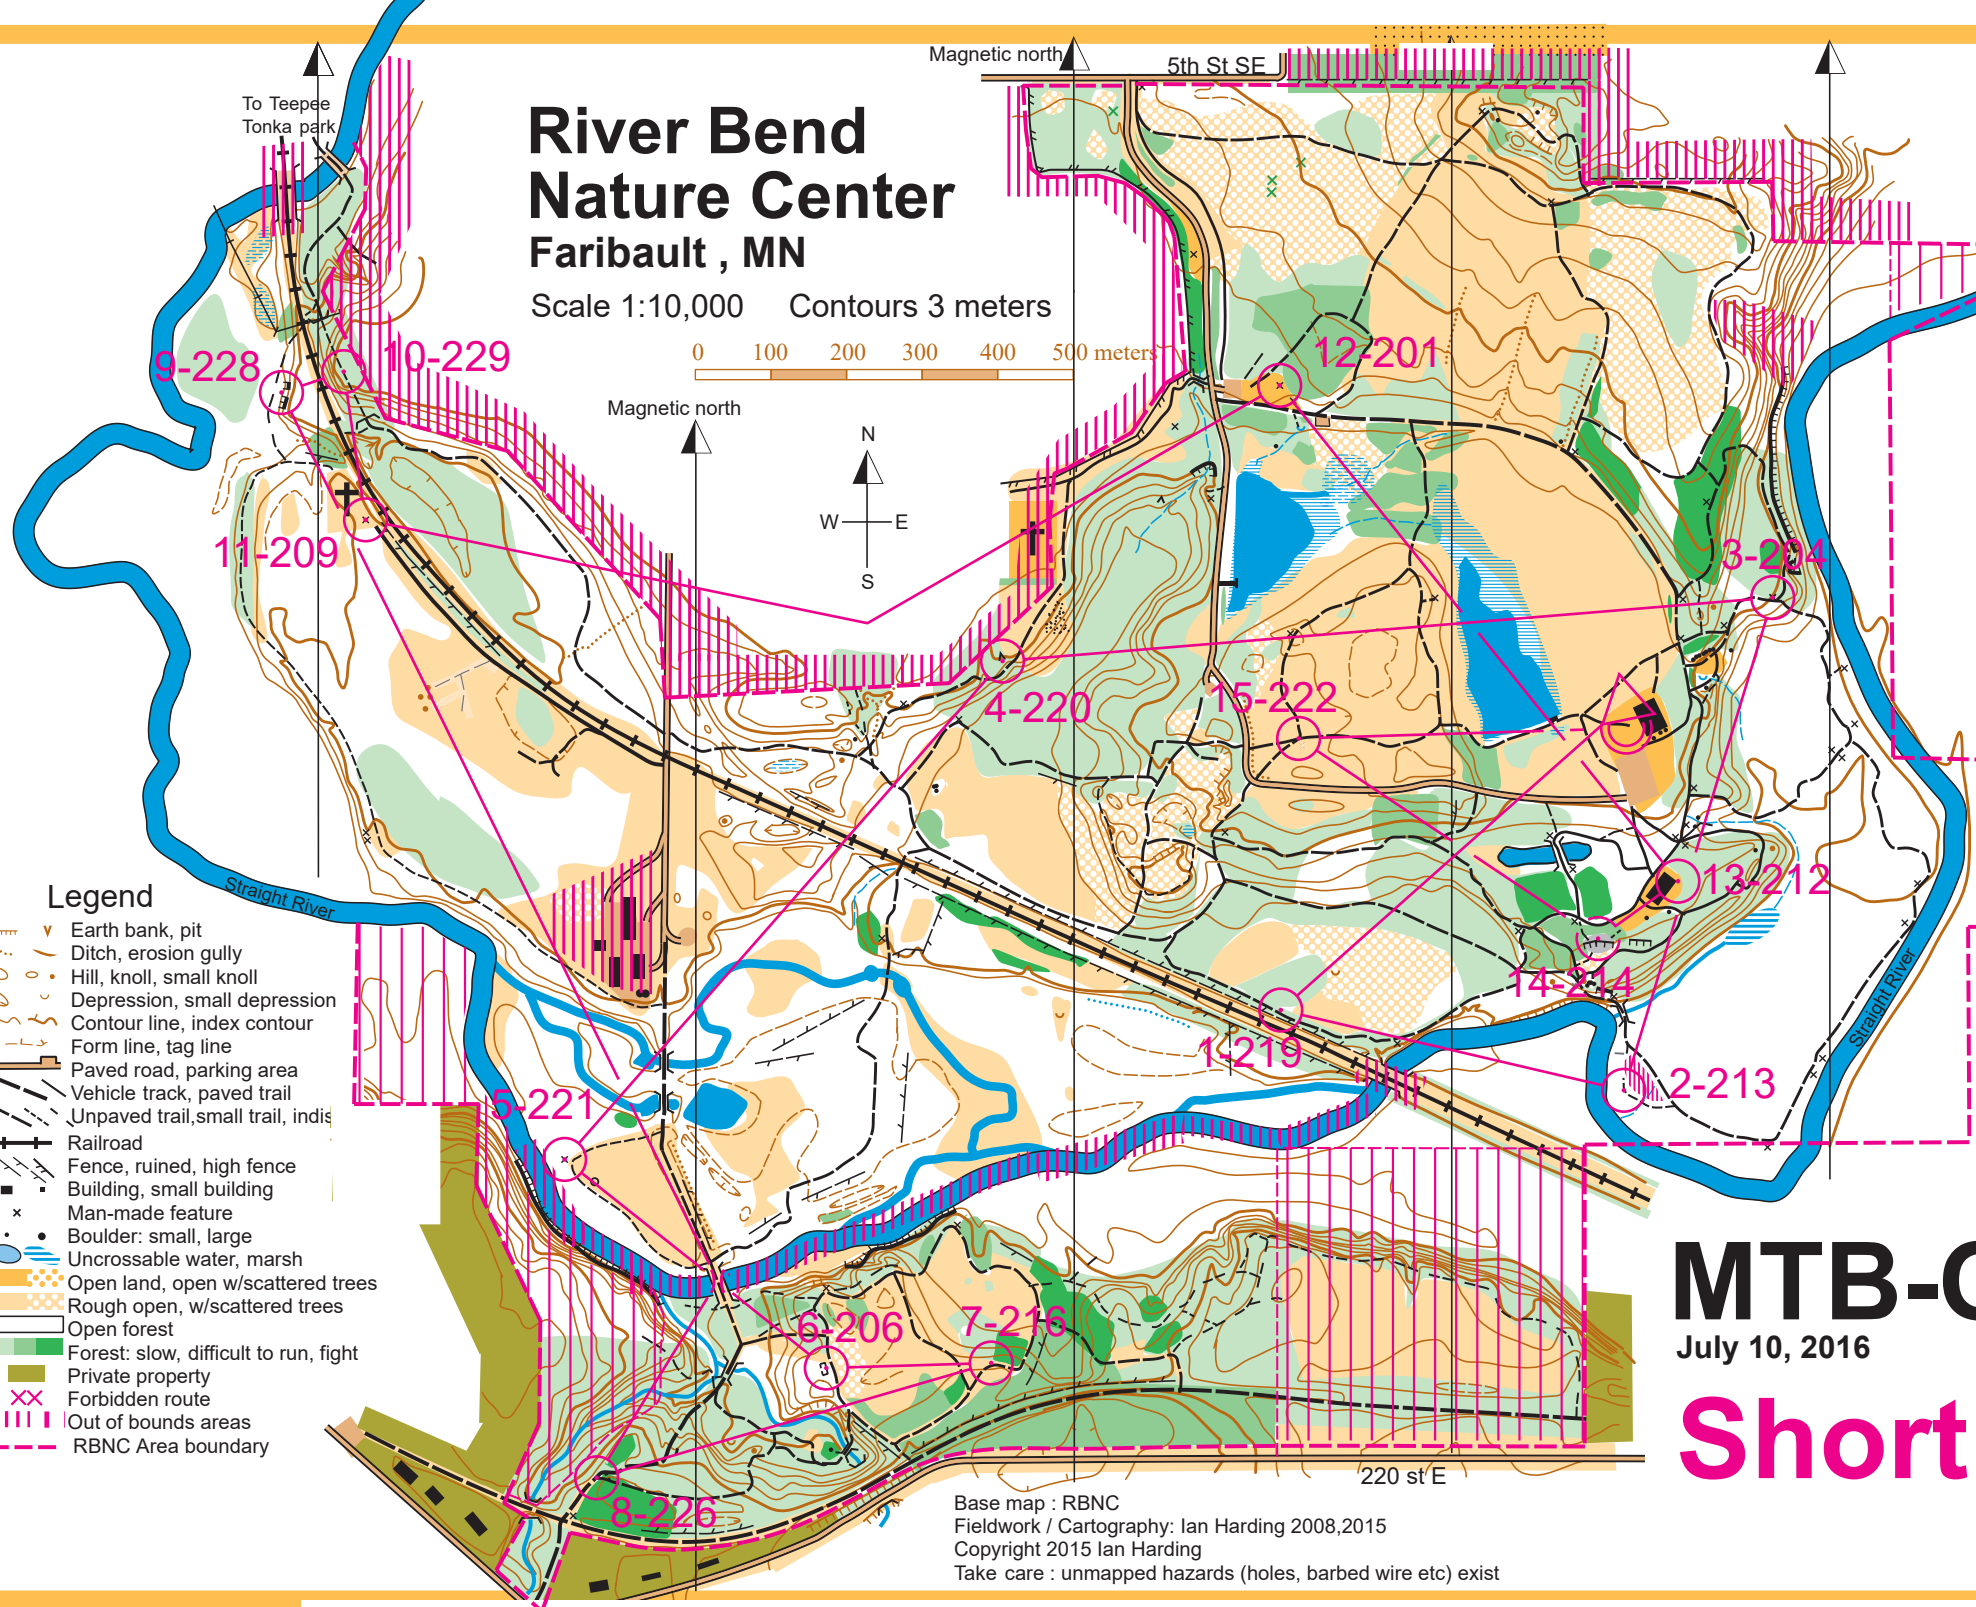 Magnetic north
5th St SE
To Teepee
Tonka park
River Bend
Nature Center
Faribault , MN
Scale 1:10,000 Contours 3 meters
0 100 200 300 400 500 meters
Magnetic north
N
W E
S
9-228
10-229
12-201
11-209
3-204
4-220
15-222
13-212
14-214
1-219
2-213
5-221
6-206
7-216
8-226
Straight River
Straight River
Legend
Earth bank, pit
Ditch, erosion gully
Hill, knoll, small knoll
Depression, small depression
Contour line, index contour
Form line, tag line
Paved road, parking area
Vehicle track, paved trail
Unpaved trail,small trail, indis
Railroad
Fence, ruined, high fence
Building, small building
Man-made feature
Boulder: small, large
Uncrossable water, marsh
Open land, open w/scattered trees
Rough open, w/scattered trees
Open forest
Forest: slow, difficult to run, fight
Private property
Forbidden route
Out of bounds areas
RBNC Area boundary
MTB-O
July 10, 2016
Short
220 st E
Base map : RBNC
Fieldwork / Cartography: Ian Harding 2008,2015
Copyright 2015 Ian Harding
Take care : unmapped hazards (holes, barbed wire etc) exist